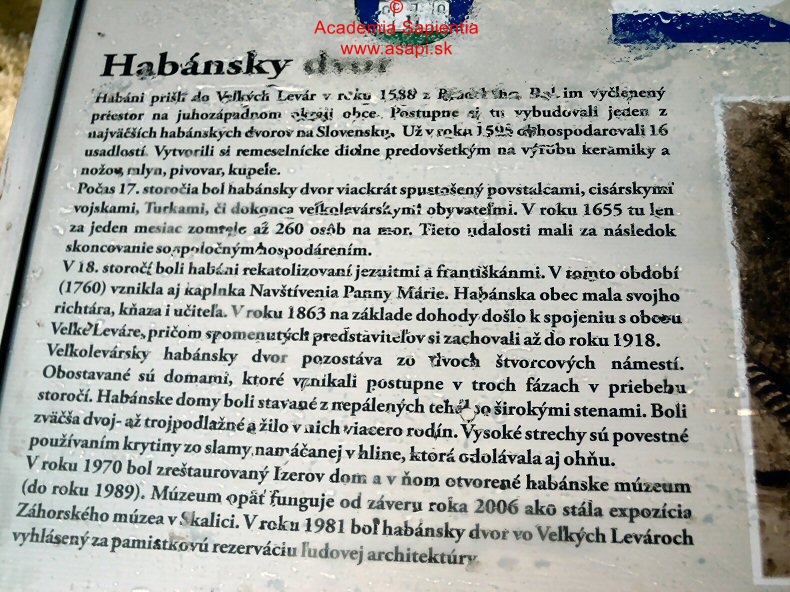 ©
Academia Sapientia
www.asapi.sk
Habánsky dvor
Habáni prišli do Veľkých Levár v roku 1588 z Bol im vyčlenený
priestor na juhozápadnom okraji obce. Postupne si tu vybudovali jeden z
najväčších habánskych dvorov na Slovensku. Už v roku hospodarovali 16
usadlostí. Vytvorili si remeselnícke dielne predovšetkým na výrobu keramiky a
nožov, mlyn, pivovar, kúpele.
Počas 17. storočia bol habánsky dvor viackrát spustošený povstalcami, cisárskymi
vojskami, Turkami, či dokonca veľkolevárskymi obyvateľmi. V roku 1655 tu len
za jeden mesiac zomrelo až 260 osôb na mor. Tieto udalosti mali za následok
skoncovanie so spoločným hospodárením.
V 18. storočí boli habáni rekatolizovaní jezuitmi a františkánmi. V tomto období
(1760) vznikla aj kaplnka Navštívenia Panny Márie. Habánska obec mala svojho
richtára, kňaza i učiteľa. V roku 1863 na základe dohody došlo k spojeniu s obcou
Veľké Leváre, pričom spomenutých predstaviteľov si zachovali až do roku 1918.
Veľkolevársky habánsky dvor pozostáva zo dvoch štvorcových námestí.
Obostavané sú domami, ktoré vznikali postupne v troch fázach v priebehu
storočí. Habánske domy boli stavané z nepálených tehál so širokými stenami. Boli
zväčša dvoj- až trojpodlažné a žilo v nich viacero rodín. Vysoké strechy sú povestné
používaním krytiny zo slamy namáčanej v hline, ktorá odolávala aj ohňu.
V roku 1970 bol zreštaurovaný Izerov dom a v ňom otvorené habánske múzeum
(do roku 1989). Múzeum opäť funguje od záveru roka 2006 ako stála expozícia
Záhorského múzea v Skalici. V roku 1981 bol habánsky dvor vo Veľkých Levároch
vyhlásený za pamiatkovú rezerváciu ľudovej architektúry